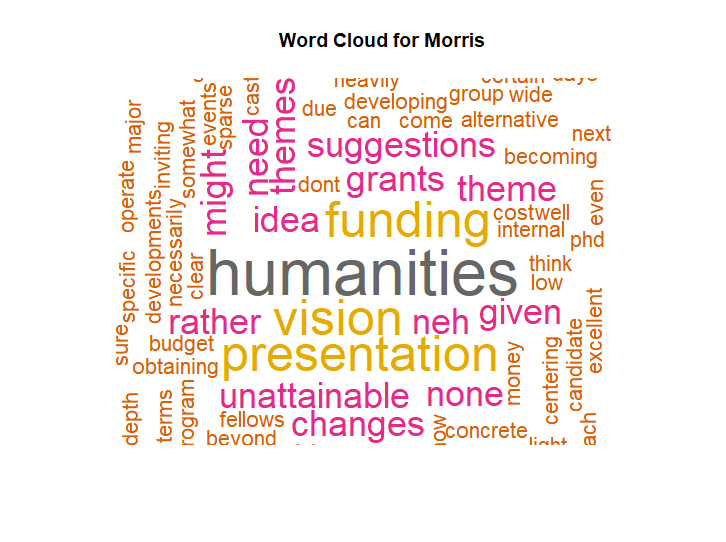 Word Cloud for Morris
heavily certain days
cast
themes
due developing group wide
events
sparse
somewhat
major
can come alternative
inviting
need
suggestions
next
becoming
might
dont grants theme
operate
even
idea funding costwell
internal
phd
developments
necessarily
specific
clear
humanities
think
low
rather vision neh given
sure
budget
obtaining
presentation
money
centering
candidate
excellent
unattainable none
depth
terms
fellows
beyond
changes
concrete
light